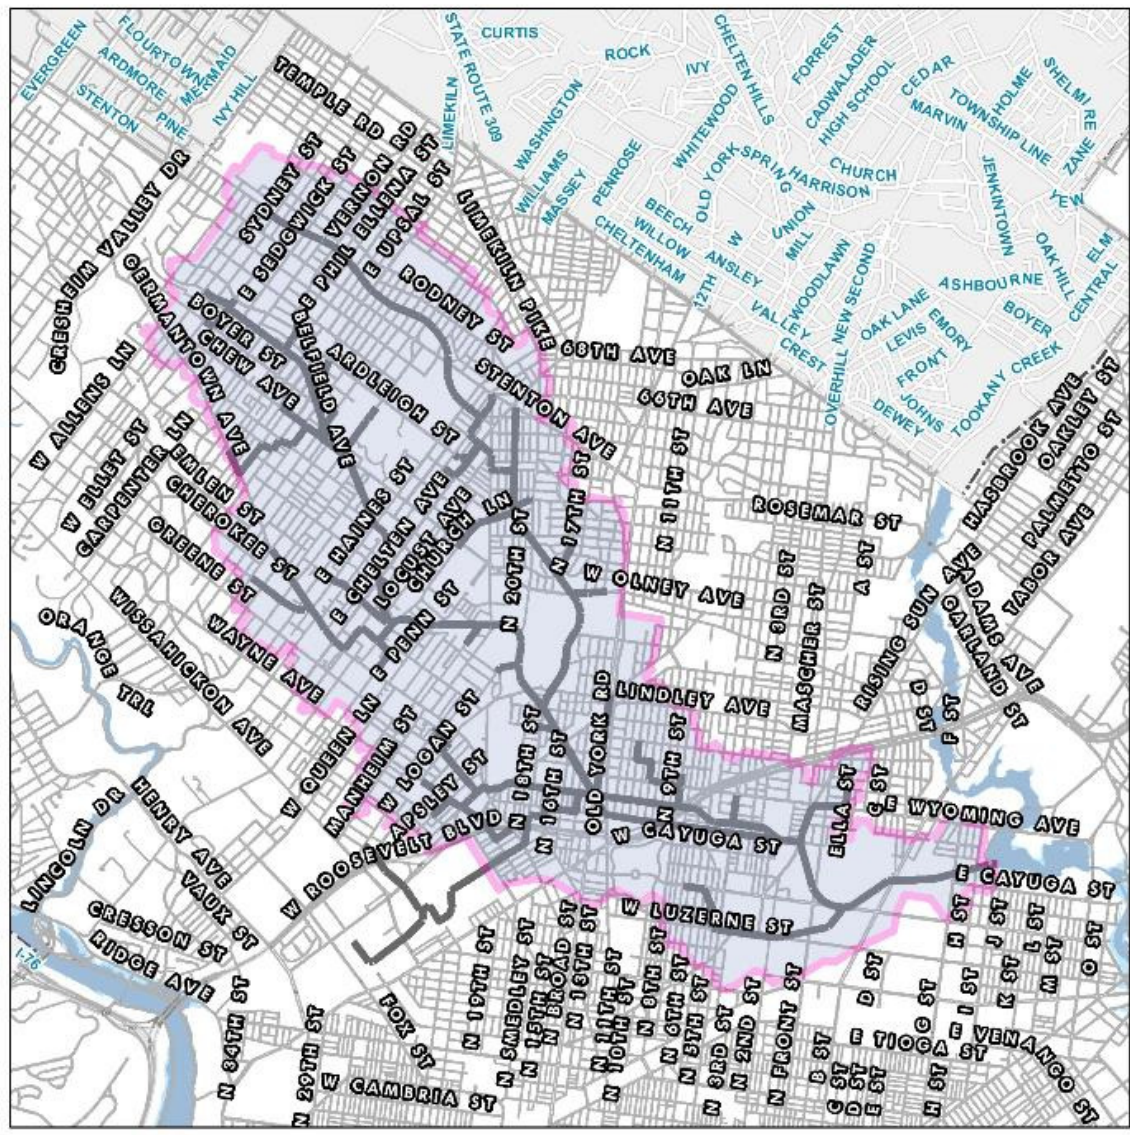 EVERGREEN
FLOURTOWN
ARDMORE
MERMAID
STENTON
PINE
IVY HILL
TEMPLE RD
STATE ROUTE 309
LIMEKILN
CURTIS
ROCK
IVY
WASHINGTON
WILLIAMS
MASSEY
PENROSE
WHITEWOOD
CHELTEN HILLS
FORREST
CADWALADER
HIGH SCHOOL
CEDAR
MARVIN
TOWNSHIP LINE
HOLME
SHELMIRE
ZANE
YEW
OLD YORK
SPRING
HARRISON
CHURCH
JENKINTOWN
BEECH
WILLOW
CHELTENHAM
W
ANSLEY
UNION
MILL
12TH
VALLEY
CREST
WOODLAWN
NEW SECOND
OVERHILL
OAK LANE
LEVIS
EMORY
FRONT
JOHNS
DEWEY
ASHBOURNE
BOYER
OAK HILL
ELM
CENTRAL
TOOKANY CREEK
CRESHEIM VALLEY DR
SYDNEY ST
E SEDGWICK ST
VERNON RD
E PHIL ELLENA ST
E UPSAL ST
LIMEKILN PIKE
GERMANTOWN AVE
BOYER ST
CHEW AVE
BELFIELD AVE
ARDLEIGH ST
RODNEY ST
STENTON AVE
68TH AVE
OAK LN
66TH AVE
HASBROOK AVE
OAKLEY ST
PALMETTO ST
TABOR AVE
W ALLENS LN
W ELLET ST
CARPENTER LN
EMLEN ST
CHEROKEE ST
GREENE ST
E HAINES ST
E CHELTEN AVE
LOCUST AVE
CHURCH LN
E PENN ST
N 20TH ST
N 17TH ST
N 11TH ST
ROSEMAR ST
A ST
W OLNEY AVE
N 3RD ST
MASCHER ST
RISING SUN AVE
ADAMS AVE
GARLAND ST
D ST
F ST
ORANGE TRL
WISSAHICKON AVE
WAYNE AVE
W QUEEN LN
MANHEIM ST
W LOGAN ST
APSLEY ST
W ROOSEVELT BLVD
N 18TH ST
N 16TH ST
OLD YORK RD
LINDLEY AVE
N 9TH ST
W CAYUGA ST
ELLA ST
C ST
E WYOMING AVE
E CAYUGA ST
LINCOLN DR
HENRY AVE
VAUX ST
CRESSON ST
RIDGE AVE
I-76
W LUZERNE ST
N 34TH ST
N 29TH ST
FOX ST
W CAMBRIA ST
N 19TH ST
N SMEDLEY ST
N 15TH ST
N BROAD ST
N 13TH ST
N 11TH ST
N 10TH ST
N 8TH ST
N 6TH ST
N 5TH ST
N 3RD ST
N 2ND ST
N FRONT ST
B ST
C ST
D ST
E ST
D ST
E TIOGA ST
G ST
H ST
I ST
H ST
J ST
K ST
L ST
M ST
O ST
E VENANGO ST